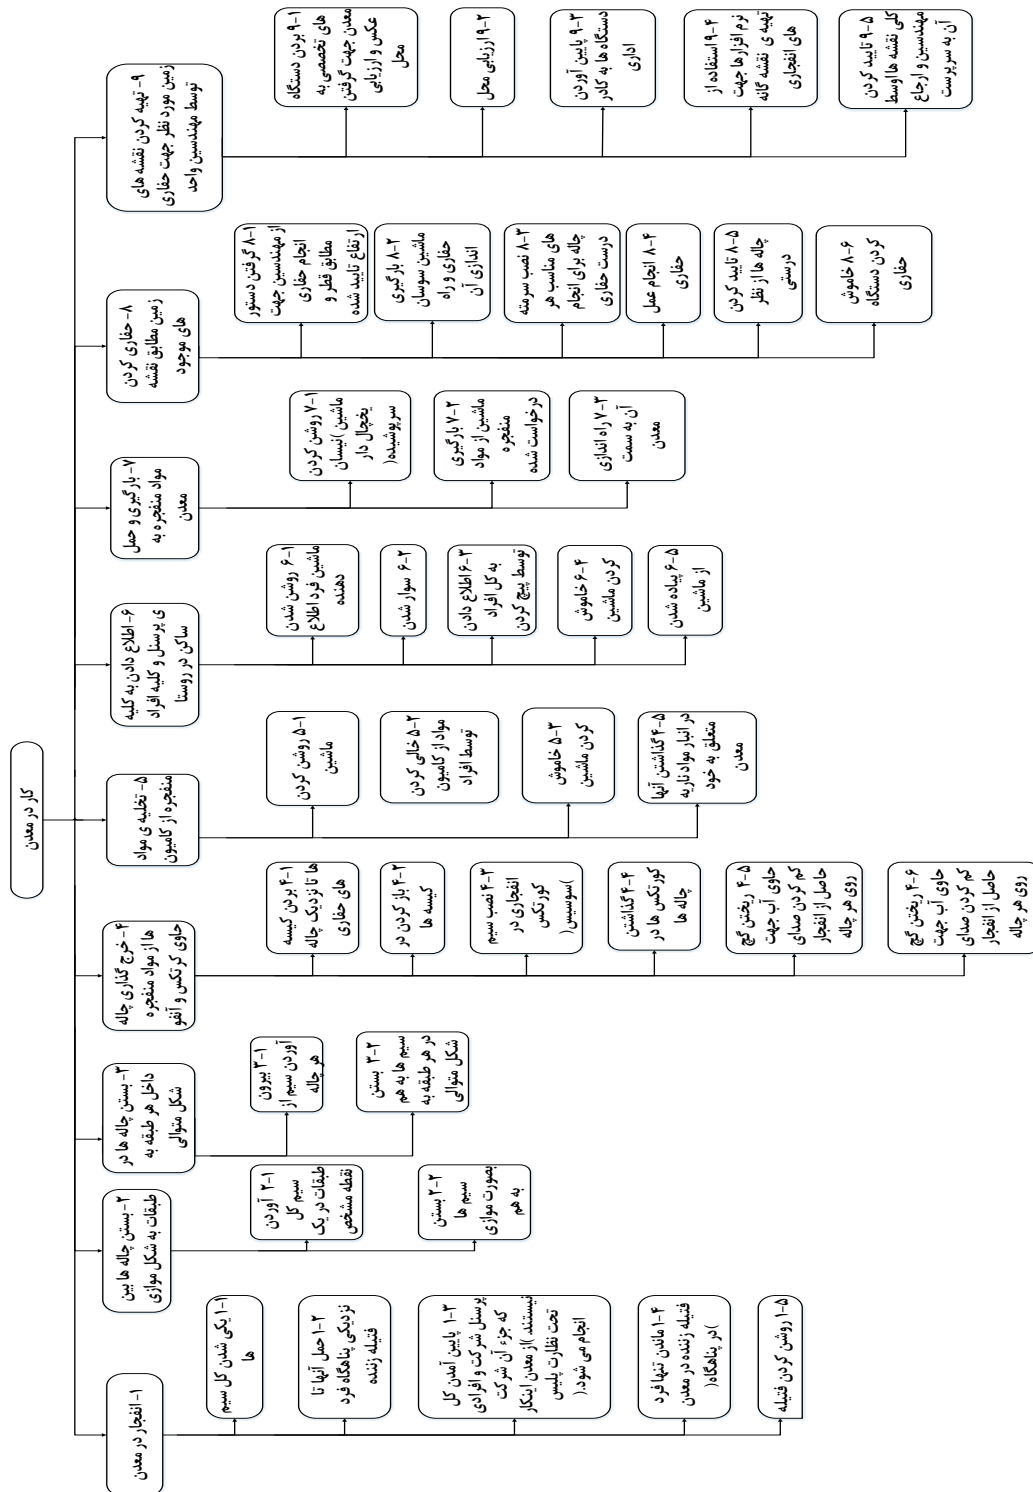 کار در معدن
۱- انفجار در معدن
۱-۱ یکی شدن کل سیم
ها
۱-۲ حمل آنها تا
نزدیکی پناهگاه فرد
فتیله زننده
۱-۳ پایین آمدن کل
پرسنل شرکت و افرادی
که جزء آن شرکت
نیستند )از معدن اینکار
تحت نظارت پلیس
انجام می شود.(
۱-۴ ماندن تنها فرد
فتیله زننده در معدن
)در پناهگاه(
۱-۵ روشن کردن فتیله
۲- بستن چاله ها بین
طبقات به شکل موازی
۲-۱ آوردن
سیم کل
طبقات در یک
نقطه مشخص
۲-۲ بستن
سیم ها
بصورت موازی
به هم
۳- بستن چاله ها در
داخل هر طبقه به
شکل متوالی
۳-۱ بیرون
آوردن سیم از
هر چاله
۳-۲ بستن
سیم ها به هم
در هر طبقه به
شکل متوالی
۴- خرج گذاری چاله
ها از مواد منفجره
حاوی کرتکس و آنفو
۴-۱ بردن کیسه
ها تا نزدیک چاله
های حفاری
۴-۲ باز کردن در
کیسه ها
۴-۳ نصب سیم
انفجاری در
کورتکس
)سوسیس(
۴-۴ گذاشتن
کورتکس ها در
چاله ها
۴-۵ ریختن گچ
حاوی آب جهت
کم کردن صدای
حاصل از انفجار
روی هر چاله
۴-۶ ریختن گچ
حاوی آب جهت
کم کردن صدای
حاصل از انفجار
روی هر چاله
۵- تخلیه ی مواد
منفجره از کامیون
۵-۱ روشن کردن
ماشین
۵-۲ خالی کردن
مواد از کامیون
توسط افراد
۵-۳ خاموش
کردن ماشین
۴-۵ گذاشتن آنها
در انبار مواد ناریه
متعلق به خود
معدن
۶- اطلاع دادن به کلیه
ی پرسنل و کلیه افراد
ساکن در روستا
۶-۱ روشن شدن
ماشین فرد اطلاع
دهنده
۶-۲ سوار شدن
۶-۳ اطلاع دادن
به کل افراد
توسط پیج کردن
۶-۴ خاموش
کردن ماشین
۶-۵ پیاده شدن
از ماشین
۷- بارگیری و حمل
مواد منفجره به
معدن
۷-۱ روشن کردن
ماشین )نیسان
یخچال دار
سرپوشیده(
۷-۲ بارگیری
ماشین از مواد
منفجره
درخواست شده
۷-۳ راه اندازی
آن به سمت
معدن
۸- حفاری کردن
زمین مطابق نقشه
های موجود
۸-۱ گرفتن دستور
از مهندسین جهت
انجام حفاری
مطابق قطر و
ارتفاع تایید شده
۸-۲ بارگیری
ماشین سوسان
حفاری و راه
اندازی آن
۸-۳ نصب سرمته
های مناسب هر
چاله برای انجام
درست حفاری
۸-۴ انجام عمل
حفاری
۸-۵ تایید کردن
چاله ها از نظر
درستی
۸-۶ خاموش
کردن دستگاه
حفاری
۹- تهیه کردن نقشه های
زمین مورد نظر جهت حفاری
توسط مهندسین واحد
۹-۱ بردن دستگاه
های تخصصی به
معدن جهت گرفتن
عکس و ارزیابی
محل
۹-۲ ارزیابی محل
۹-۳ پایین آوردن
دستگاه ها به کادر
اداری
۹-۴ استفاده از
نرم افزارها جهت
تهیه ی نقشه گانه
های انفجاری
۹-۵ تایید کردن
کلی نقشه ها اوسط
مهندسین و ارجاع
آن به سرپرست